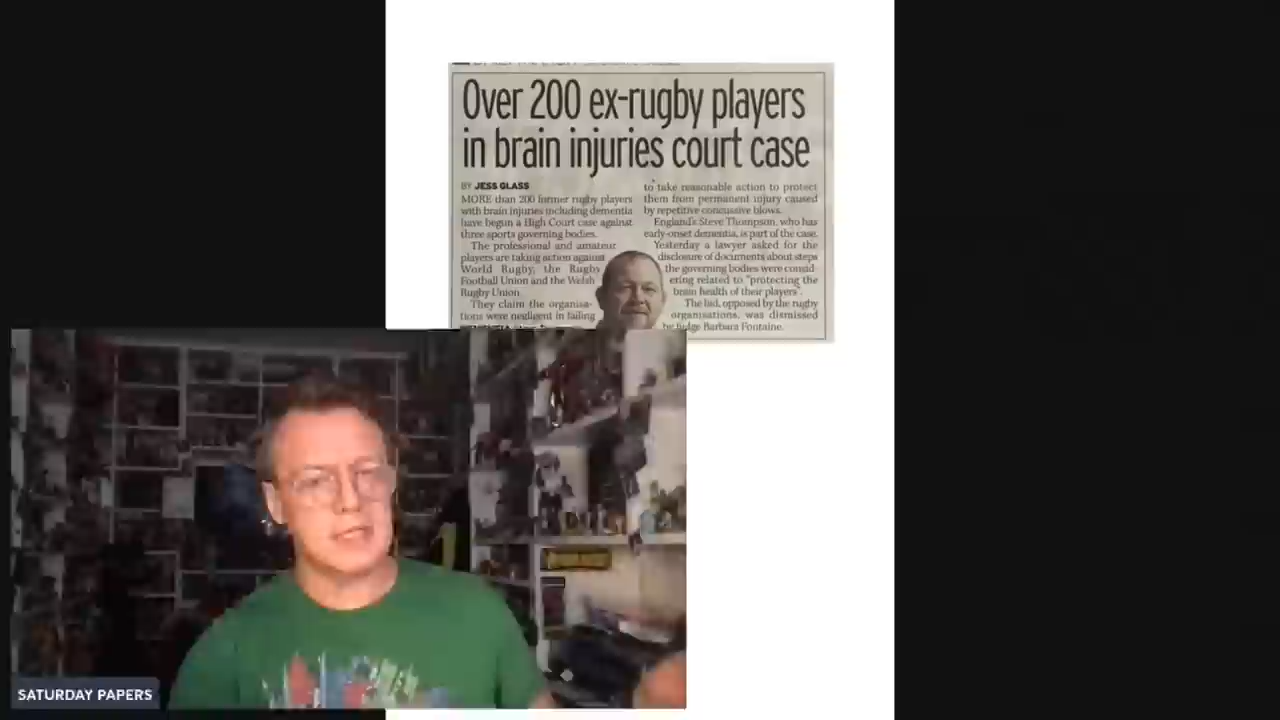 Over 200 ex-rugby players
in brain injuries court case
BY JESS GLASS
MORE than 200 former rugby players
with brain injuries including dementia
have begun a High Court case against
three sports governing bodies.
The professional and amateur
players are taking action against
World Rugby, the Rugby
Football Union and the Welsh
Rugby Union.
They claim the organisa-
tions were negligent in failing
to take reasonable action to protect
them from permanent injury caused
by repetitive concussive blows.
England's Steve Thompson, who has
early-onset dementia, is part of the case.
Yesterday a lawyer asked for the
disclosure of documents about steps
the governing bodies were consid-
ering related to "protecting the
brain health of their players".
The bid, opposed by the rugby
organisations, was dismissed
by Judge Barbara Fontaine.
SATURDAY PAPERS